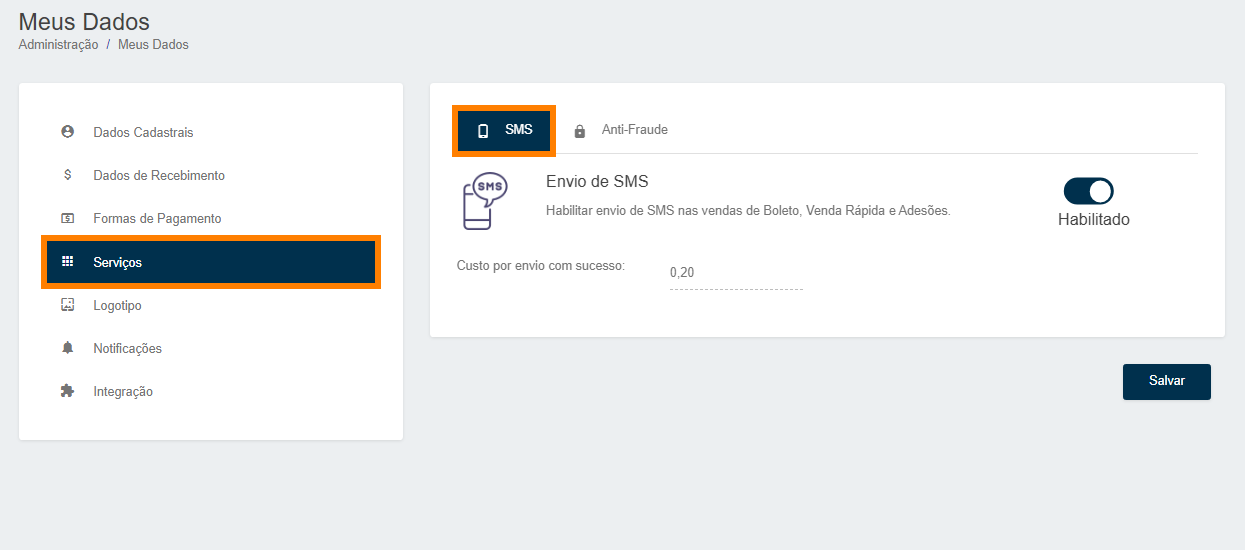 Meus Dados
Administração / Meus Dados
Dados Cadastrais
Dados de Recebimento
Formas de Pagamento
Serviços
Logotipo
Notificações
Integração
SMS
Anti-Fraude
SMS
Envio de SMS
Habilitar envio de SMS nas vendas de Boleto, Venda Rápida e Adesões.
Habilitado
Custo por envio com sucesso:
0,20
Salvar